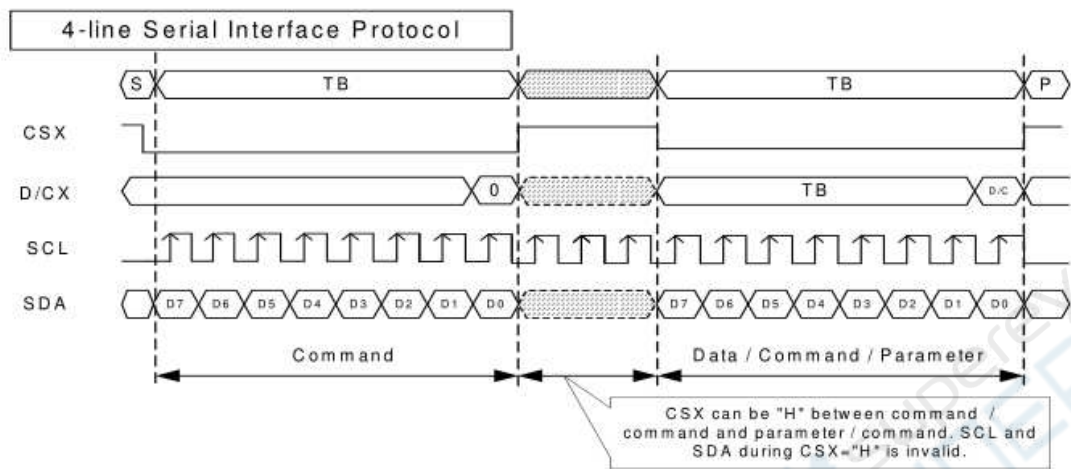 4-line Serial Interface Protocol
S TB TB P
CSX
D/CX 0 TB D/C
SCL
SDA D7 D6 D5 D4 D3 D2 D1 D0 D7 D6 D5 D4 D3 D2 D1 D0
Command Data / Command / Parameter
CSX can be "H" between command /
command and parameter / command. SCL and
SDA during CSX="H" is invalid.